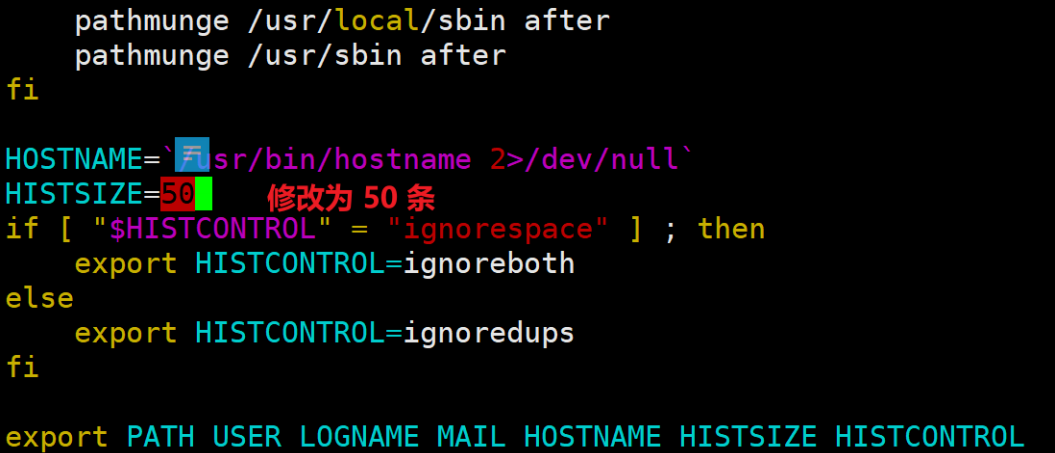 pathmunge /usr/local/sbin after
pathmunge /usr/sbin after
fi
HOSTNAME=`/usr/bin/hostname 2>/dev/null`
HISTSIZE=50 修改为 50 条
if [ "$HISTCONTROL" = "ignorespace" ] ; then
export HISTCONTROL=ignoreboth
else
export HISTCONTROL=ignoredups
fi
export PATH USER LOGNAME MAIL HOSTNAME HISTSIZE HISTCONTROL